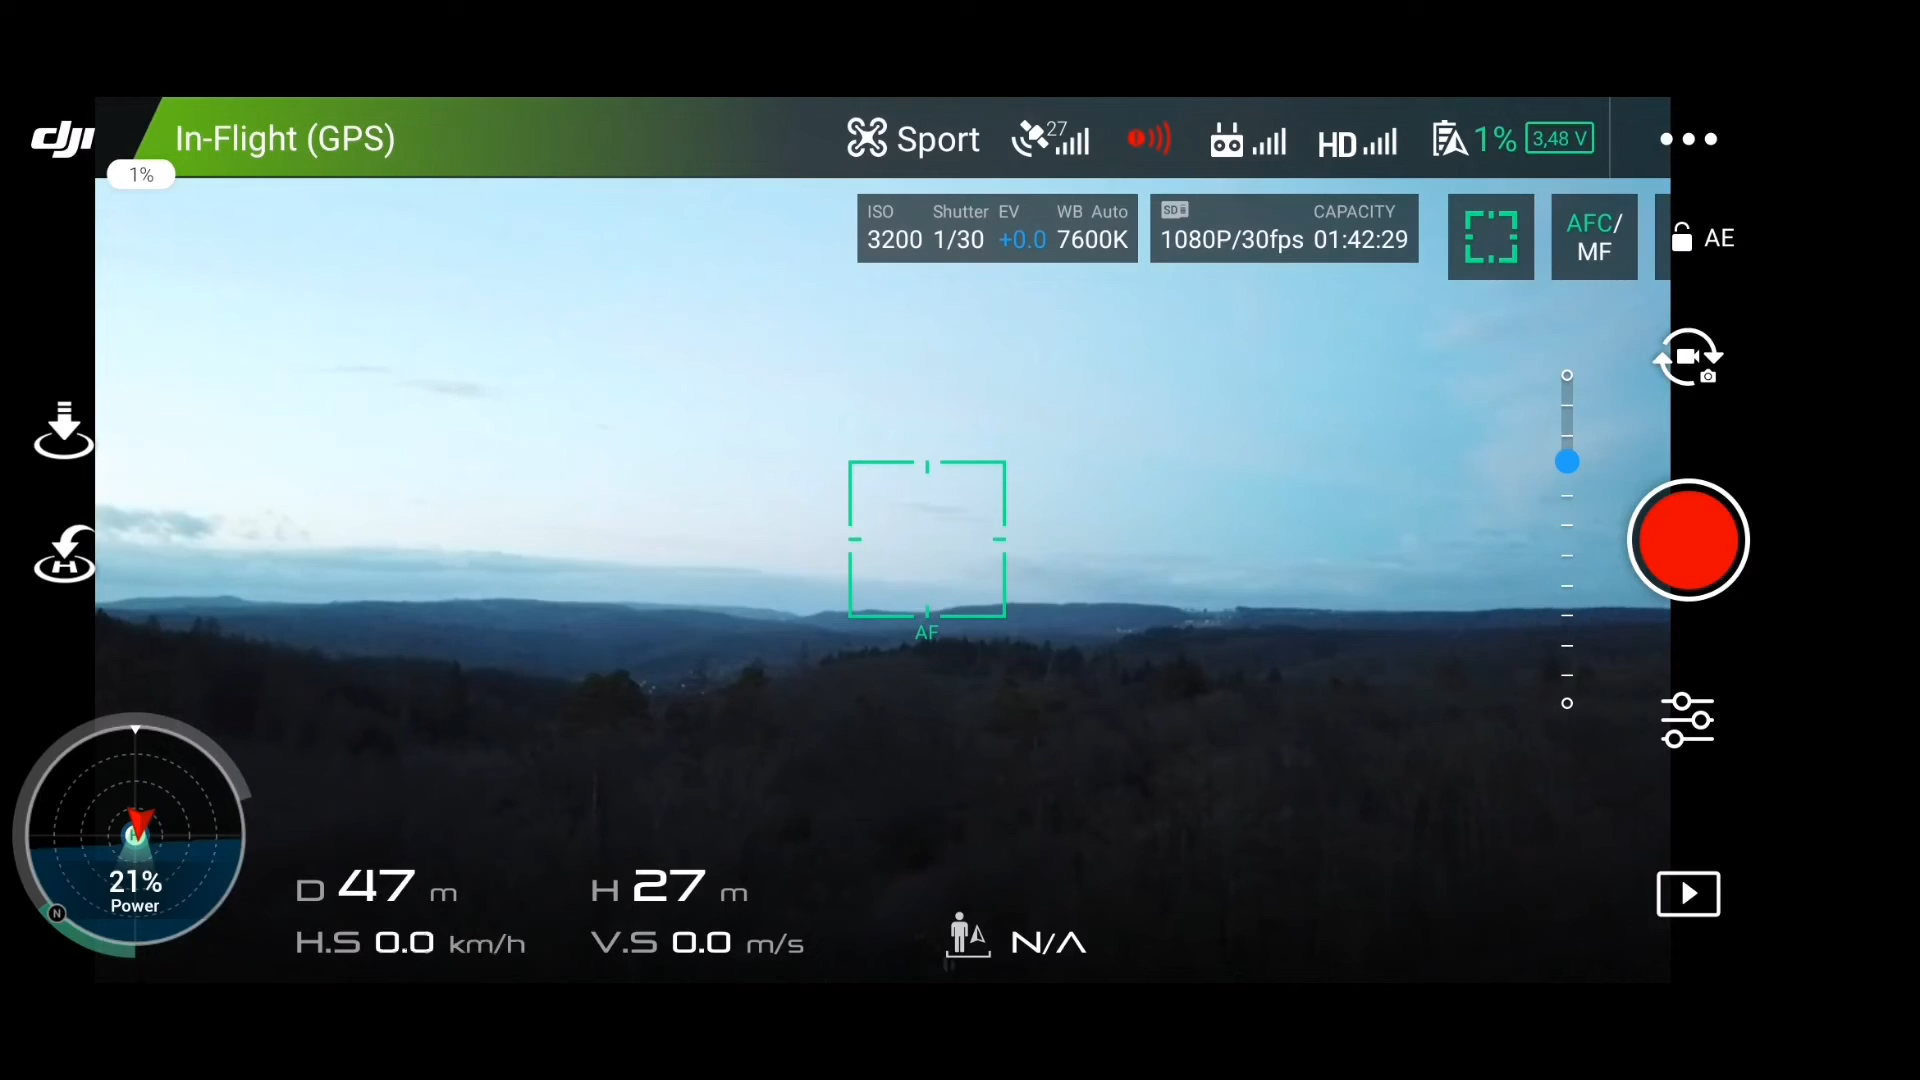 dji
In-Flight (GPS)
Sport
27
HD
1%
3,48 V
1%
ISO Shutter EV WB Auto
3200 1/30 +0.0 7600K
SD CAPACITY
1080P/30fps 01:42:29
AFC/
MF
AE
AF
H
H
21%
Power
N
D 47 m H 27 m
H.S 0.0 km/h V.S 0.0 m/s N/A